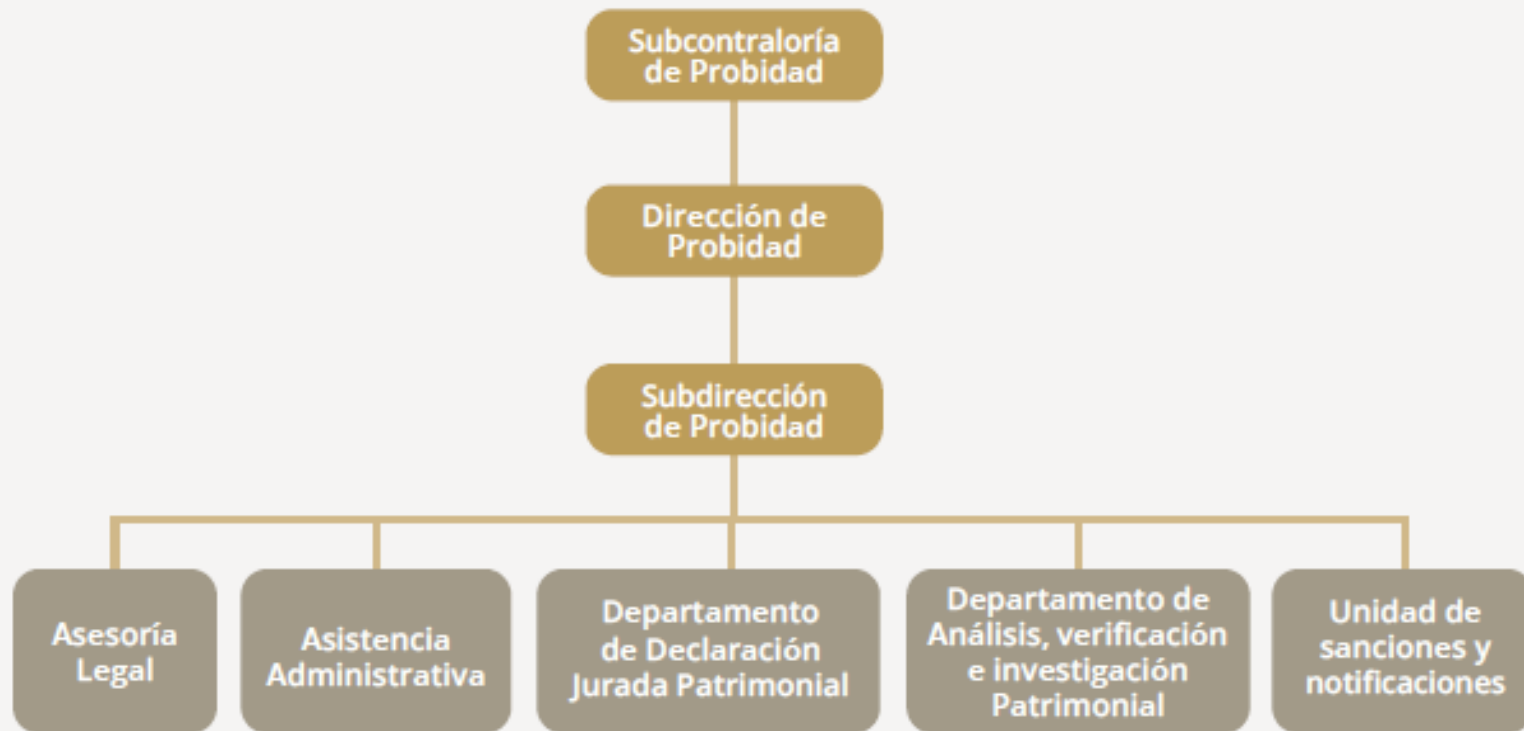 Subcontraloría
de Probidad
Dirección de
Probidad
Subdirección
de Probidad
Asesoría
Legal
Asistencia
Administrativa
Departamento
de Declaración
Jurada Patrimonial
Departamento de
Análisis, verificación
e investigación
Patrimonial
Unidad de
sanciones y
notificaciones